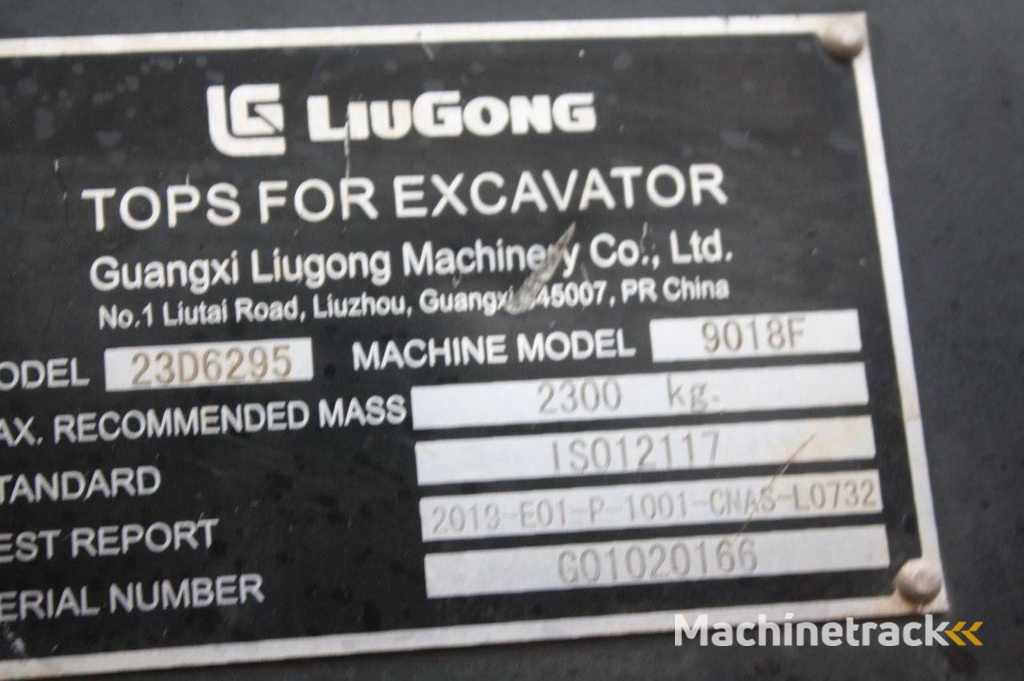 LG LIUGONG
TOPS FOR EXCAVATOR
Guangxi Liugong Machinery Co., Ltd.
No.1 Liutai Road, Liuzhou, Guangxi 545007, PR China
ODEL 23D6295 MACHINE MODEL 9018F
AX. RECOMMENDED MASS 2300 kg.
TANDARD ISO12117
EST REPORT 2013-E01-P-1001-CNAS-L0732
ERIAL NUMBER G01020166
Machinetrack